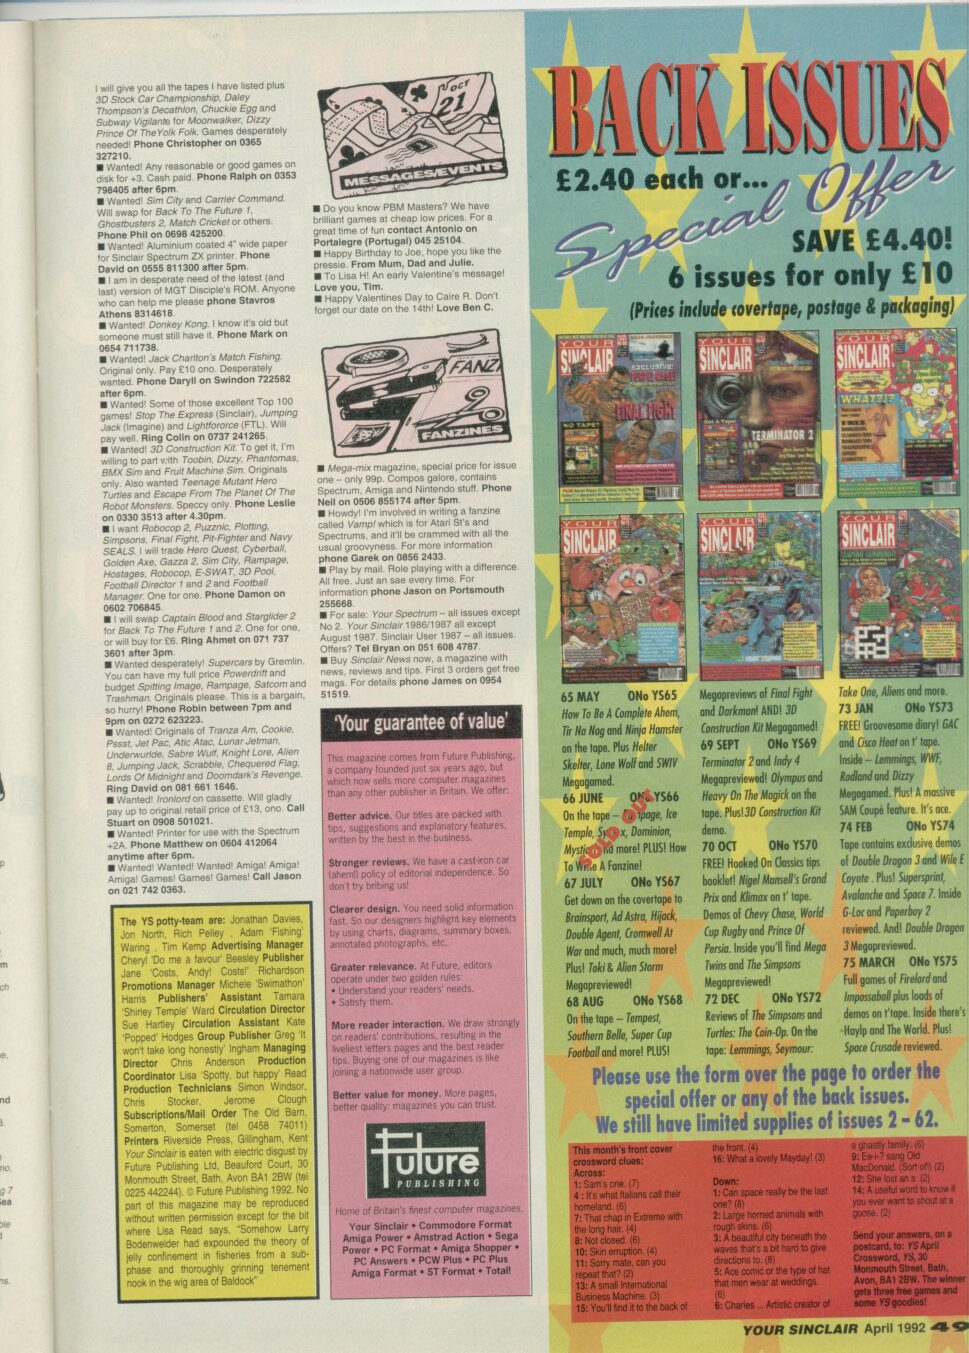 I will give you all the tapes I have listed plus
3D Stock Car Championship, Daley
Thompson's Decathlon, Chuckie Egg and
Subway Vigilante for Moonwalker, Dizzy
Prince Of The Yolk Folk. Games desperately
needed! Phone Christopher on 0365
327210.
■ Wanted! Any reasonable or good games on
disk for +3. Cash paid. Phone Ralph on 0353
798405 after 6pm.
■ Wanted! Sim City and Carrier Command.
Will swap for Back To The Future 1,
Ghostbusters 2, Match Cricket or others.
Phone Phil on 0698 425200.
■ Wanted! Aluminium coated 4" wide paper
for Sinclair Spectrum ZX printer. Phone
David on 0555 811300 after 5pm.
■ I am in desperate need of the latest (and
last) version of MGT Disciple's ROM. Anyone
who can help me please phone Stavros
Athens 8314618.
■ Wanted! Donkey Kong. I know it's old but
someone must still have it. Phone Mark on
0654 711738.
■ Wanted! Jack Charlton's Match Fishing.
Original only. Pay £10 ono. Desperately
wanted. Phone Daryll on Swindon 722582
after 6pm.
■ Wanted! Some of those excellent Top 100
games! Stop The Express (Sinclair), Jumping
Jack (Imagine) and Lightforce (FTL). Will
pay well. Ring Colin on 0737 241265.
■ Wanted! 3D Construction Kit. To get it, I'm
willing to part with Toobin, Dizzy, Phantomas,
BMX Sim and Fruit Machine Sim. Originals
only. Also wanted Teenage Mutant Hero
Turtles and Escape From The Planet Of The
Robot Monsters. Speccy only. Phone Leslie
on 0330 3513 after 4.30pm.
■ I want Robocop 2, Puzznic, Plotting,
Simpsons, Final Fight, Pit-Fighter and Navy
SEALS. I will trade Hero Quest, Cyberball,
Golden Axe, Gazza 2, Sim City, Rampage,
Hostages, Robocop, E-SWAT, 3D Pool,
Football Director 1 and 2 and Football
Manager. One for one. Phone Damon on
0602 706845.
■ I will swap Captain Blood and Starglider 2
for Back To The Future 1 and 2. One for one,
or will buy for £6. Ring Ahmet on 071 737
3601 after 3pm.
■ Wanted desperately! Supercars by Gremlin.
You can have my full price Powerdrift and
budget Spitting Image, Rampage, Satcom and
Trashman. Originals please. This is a bargain,
so hurry! Phone Robin between 7pm and
9pm on 0272 623223.
■ Wanted! Originals of Tranza Am, Cookie,
Pssst, Jet Pac, Atic Atac, Lunar Jetman,
Underwurlde, Sabre Wulf, Knight Lore, Alien
8, Jumping Jack, Scrabble, Chequered Flag,
Lords Of Midnight and Doomdark's Revenge.
Ring David on 081 661 1646.
■ Wanted! Ironlord on cassette. Will gladly
pay up to original retail price of £13, ono. Call
Stuart on 0908 501021.
■ Wanted! Printer for use with the Spectrum
+2A. Phone Matthew on 0604 412064
anytime after 6pm.
■ Wanted! Wanted! Wanted! Amiga! Amiga!
Amiga! Games! Games! Games! Call Jason
on 021 742 0363.
The YS potty-team are: Jonathan Davies,
Jon North, Rich Pelley , Adam 'Fishing'
Waring , Tim Kemp Advertising Manager
Cheryl 'Do me a favour' Beesley Publisher
Jane 'Costs, Andy! Costs!' Richardson
Promotions Manager Michele 'Swimathon'
Harris Publishers' Assistant Tamara
'Shirley Temple' Ward Circulation Director
Sue Hartley Circulation Assistant Kate
'Popped' Hodges Group Publisher Greg 'It
won't take long honestly' Ingham Managing
Director Chris Anderson Production
Coordinator Lisa 'Spotty, but happy' Read
Production Technicians Simon Windsor,
Chris Stocker, Jerome Clough
Subscriptions/Mail Order The Old Barn,
Somerton, Somerset (tel 0458 74011)
Printers Riverside Press, Gillingham, Kent
Your Sinclair is eaten with electric disgust by
Future Publishing Ltd, Beauford Court, 30
Monmouth Street, Bath, Avon BA1 2BW (tel
0225 442244). © Future Publishing 1992. No
part of this magazine may be reproduced
without written permission except for the bit
where Lisa Read says, "Somehow Larry
Bodenweider had expounded the theory of
jelly confinement in fisheries from a sub-
phase and thoroughly grinning tenement
nook in the wig area of Baldock"
OCT
21
MESSAGES/EVENTS
■ Do you know PBM Masters? We have
brilliant games at cheap low prices. For a
great time of fun contact Antonio on
Portalegre (Portugal) 045 25104.
■ Happy Birthday to Joe, hope you like the
pressie. From Mum, Dad and Julie.
■ To Lisa H! An early Valentine's message!
Love you, Tim.
■ Happy Valentines Day to Caire R. Don't
forget our date on the 14th! Love Ben C.
FANZI
FANZINES
■ Mega-mix magazine, special price for issue
one – only 99p. Compos galore, contains
Spectrum, Amiga and Nintendo stuff. Phone
Neil on 0506 855174 after 5pm.
■ Howdy! I'm involved in writing a fanzine
called Vamp! which is for Atari St's and
Spectrums, and it'll be crammed with all the
usual groovyness. For more information
phone Garek on 0856 2433.
■ Play by mail. Role playing with a difference.
All free. Just an sae every time. For
information phone Jason on Portsmouth
255668.
■ For sale: Your Spectrum – all issues except
No 2. Your Sinclair 1986/1987 all except
August 1987. Sinclair User 1987 – all issues.
Offers? Tel Bryan on 051 608 4787.
■ Buy Sinclair News now, a magazine with
news, reviews and tips. First 3 orders get free
mags. For details phone James on 0954
51519.
'Your guarantee of value'
This magazine comes from Future Publishing,
a company founded just six years ago, but
which now sells more computer magazines
than any other publisher in Britain. We offer:
Better advice. Our titles are packed with
tips, suggestions and explanatory features,
written by the best in the business.
Stronger reviews. We have a cast-iron car
(ahem!) policy of editorial independence. So
don't try bribing us!
Clearer design. You need solid information
fast. So our designers highlight key elements
by using charts, diagrams, summary boxes,
annotated photographs, etc.
Greater relevance. At Future, editors
operate under two golden rules:
• Understand your readers' needs.
• Satisfy them.
More reader interaction. We draw strongly
on readers' contributions, resulting in the
liveliest letters pages and the best reader
tips. Buying one of our magazines is like
joining a nationwide user group.
Better value for money. More pages,
better quality: magazines you can trust.
Future
PUBLISHING
Home of Britain's finest computer magazines.
Your Sinclair • Commodore Format
Amiga Power • Amstrad Action • Sega
Power • PC Format • Amiga Shopper •
PC Answers • PCW Plus • PC Plus
Amiga Format • ST Format • Total!
BACK ISSUES
£2.40 each or...
Special Offer
SAVE £4.40!
6 issues for only £10
(Prices include covertape, postage & packaging)
YOUR SINCLAIR
FINAL FIGHT
YOUR SINCLAIR
TERMINATOR 2
YOUR SINCLAIR
WHAT?!?
YOUR SINCLAIR
YOUR SINCLAIR
SINCLAIR
65 MAY ONo YS65
How To Be A Complete Ahem,
Tir Na Nog and Ninja Hamster
on the tape. Plus Helter
Skelter, Lone Wolf and SWIV
Megagamed.
66 JUNE ONo YS66
On the tape – Rampage, Ice
Temple, Dominion,
and more! PLUS! How
To Write A Fanzine!
SOLD OUT
67 JULY ONo YS67
Get down on the covertape to
Brainsport, Ad Astra, Hijack,
Double Agent, Cromwell At
War and much, much more!
Plus! Toki & Alien Storm
Megapreviewed!
68 AUG ONo YS68
On the tape – Tempest,
Southern Belle, Super Cup
Football and more! PLUS!
Megapreviews of Final Fight
and Darkman! AND! 3D
Construction Kit Megagamed!
69 SEPT ONo YS69
Terminator 2 and Indy 4
Megapreviewed! Olympus and
Heavy On The Magick on the
tape. Plus! 3D Construction Kit
demo.
70 OCT ONo YS70
FREE! Hooked On Classics tips
booklet! Nigel Mansell's Grand
Prix and Klimax on t' tape.
Demos of Chevy Chase, World
Cup Rugby and Prince Of
Persia. Inside you'll find Mega
Twins and The Simpsons
Megapreviewed!
72 DEC ONo YS72
Reviews of The Simpsons and
Turtles: The Coin-Op. On the
tape: Lemmings, Seymour:
Take One, Aliens and more.
73 JAN ONo YS73
FREE! Groovesome diary! GAC
and Cisco Heat on t' tape.
Inside – Lemmings, WWF,
Rodland and Dizzy
Megagamed. Plus! A massive
SAM Coupé feature. It's ace.
74 FEB ONo YS74
Tape contains exclusive demos
of Double Dragon 3 and Wile E
Coyote . Plus! Supersprint,
Avalanche and Space 7. Inside
G-Loc and Paperboy 2
reviewed. And! Double Dragon
3 Megapreviewed.
75 MARCH ONo YS75
Full games of Firelord and
Impossaball plus loads of
demos on t'tape. Inside there's
Haylp and The World. Plus!
Space Crusade reviewed.
Please use the form over the page to order the
special offer or any of the back issues.
We still have limited supplies of issues 2 – 62.
This month's front cover
crossword clues:
Across:
1: Sam's one. (7)
4 : It's what Italians call their
homeland. (6)
7: That chap in Extreme with
the long hair. (4)
8: Not closed. (6)
10: Skin erruption. (4)
11: Sorry mate, can you
repeat that? (2)
13: A small International
Business Machine. (3)
15: You'll find it to the back of
the front. (4)
16: What a lovely Mayday! (3)
Down:
1: Can space really be the last
one? (8)
2: Large horned animals with
rough skins. (6)
3: A beautiful city beneath the
waves that's a bit hard to give
directions to. (8)
5: Ace comic or the type of hat
that men wear at weddings.
(6)
6: Charles ... Artistic creator of
a ghastly family. (6)
9: Ee-i-? sang Old
MacDonald. (Sort of!) (2)
12: She lost an s. (2)
14: A useful word to know if
you ever want to shout at a
goose. (2)
Send your answers, on a
postcard, to: YS April
Crossword, YS, 30
Monmouth Street, Bath,
Avon, BA1 2BW. The winner
gets three free games and
some YS goodies!
YOUR SINCLAIR April 1992 49